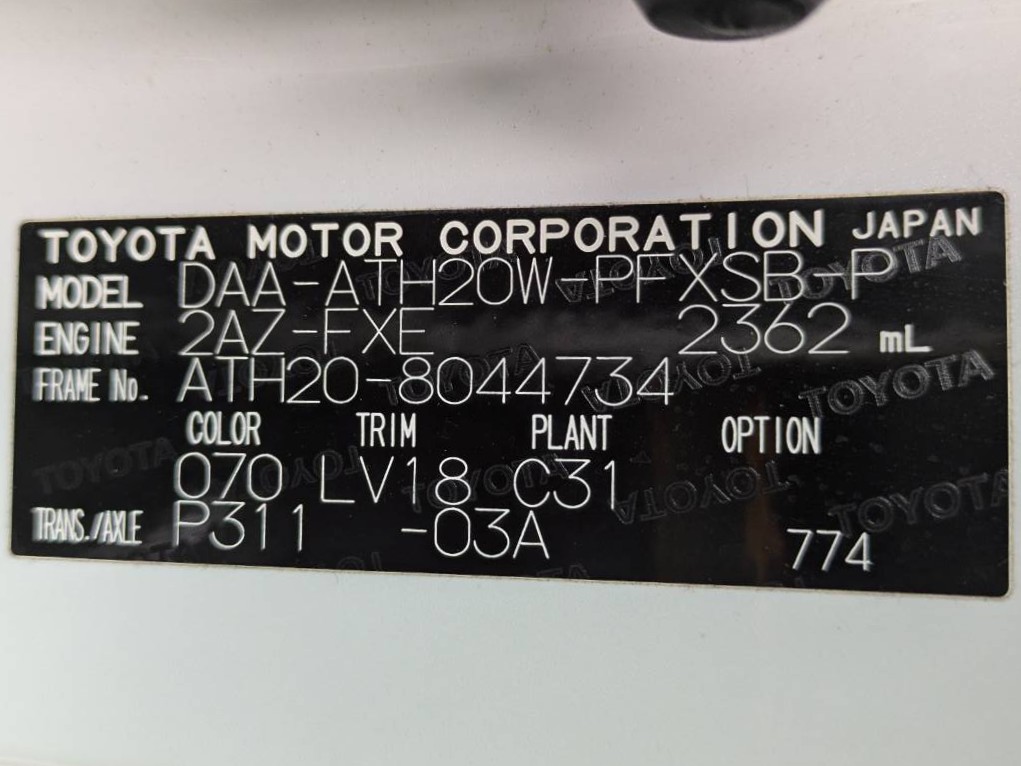 TOYOTA MOTOR CORPORATION JAPAN
MODEL DAA-ATH20W-PFXSB-P
ENGINE 2AZ-FXE 2362 mL
FRAME No. ATH20-8044734
COLOR TRIM PLANT OPTION
070 LV18 C31
TRANS./AXLE P311 -03A 774